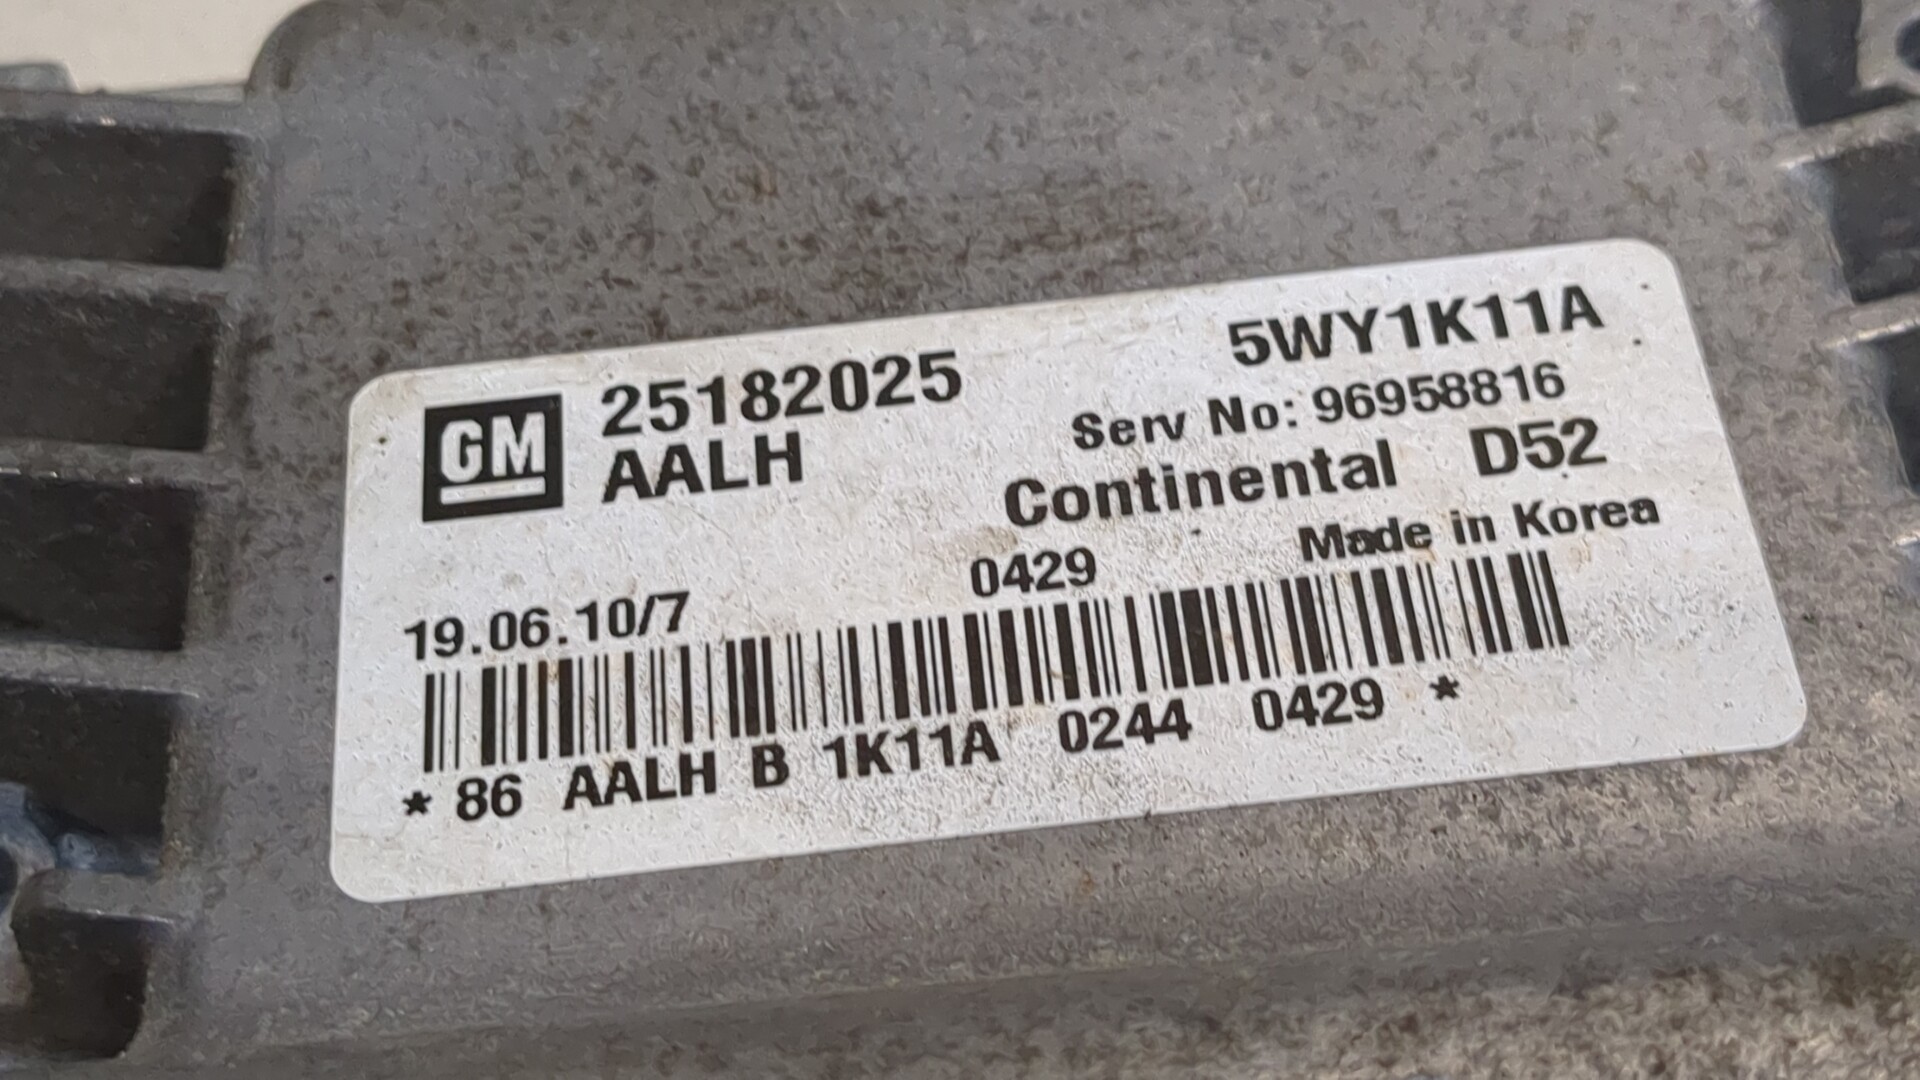 GM
25182025
AALH
5WY1K11A
Serv No: 96958816
Continental D52
Made in Korea
19.06.10/7
0429
* 86 AALH B 1K11A 0244 0429 *